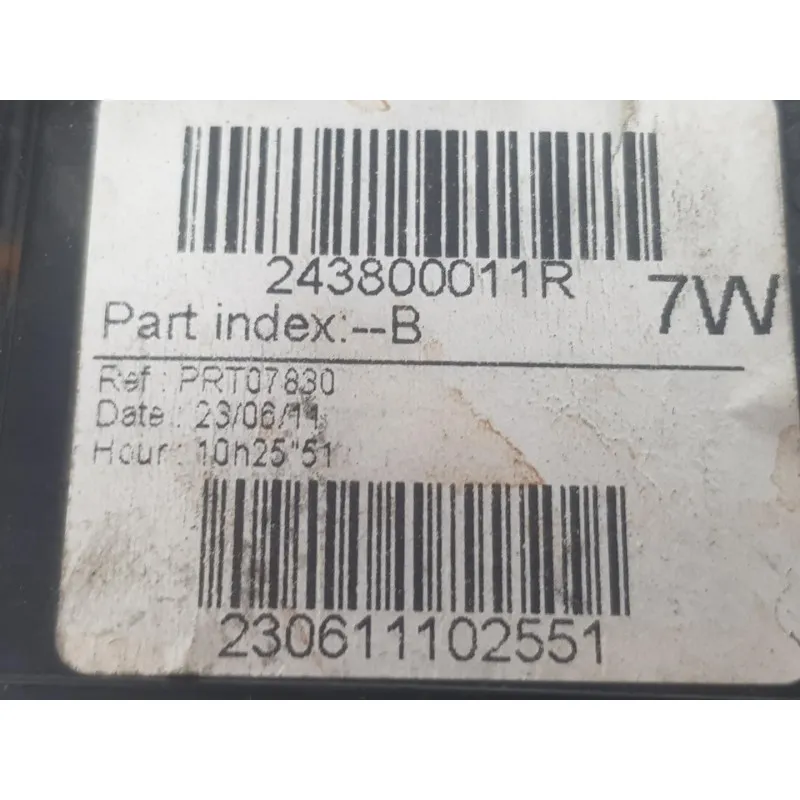 243800011R
7W
Part index:--B
Ref : PRT07830
Date : 23/06/11
Hour : 10h25"51
230611102551